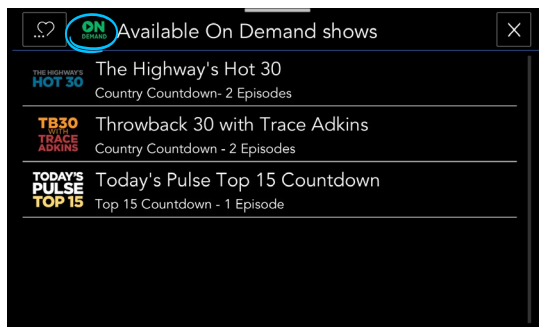 ON
DEMAND
Available On Demand shows
THE HIGHWAY'S
HOT 30
The Highway's Hot 30
Country Countdown- 2 Episodes
TB30
WITH
TRACE
ADKINS
Throwback 30 with Trace Adkins
Country Countdown - 2 Episodes
TODAY'S
PULSE
TOP 15
Today's Pulse Top 15 Countdown
Top 15 Countdown - 1 Episode